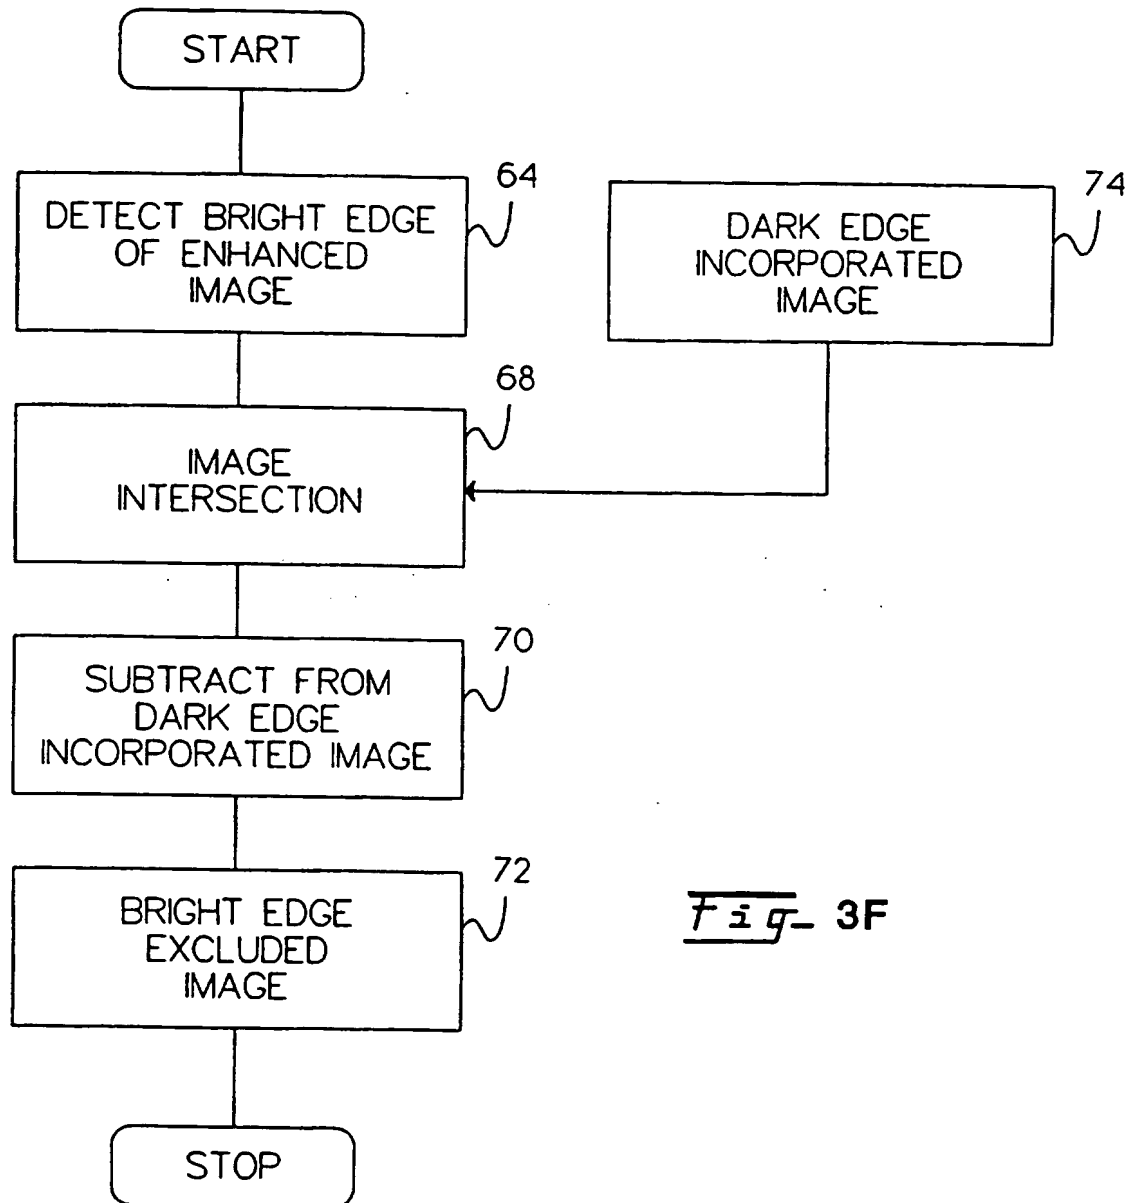 START
64
DETECT BRIGHT EDGE
OF ENHANCED
IMAGE
74
DARK EDGE
INCORPORATED
IMAGE
68
IMAGE
INTERSECTION
70
SUBTRACT FROM
DARK EDGE
INCORPORATED IMAGE
72
BRIGHT EDGE
EXCLUDED
IMAGE
Fig_ 3F
STOP